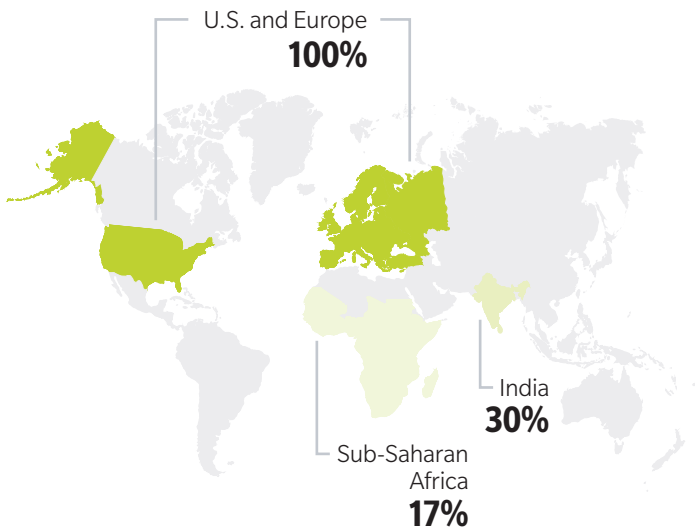 U.S. and Europe
100%
India
30%
Sub-Saharan
Africa
17%